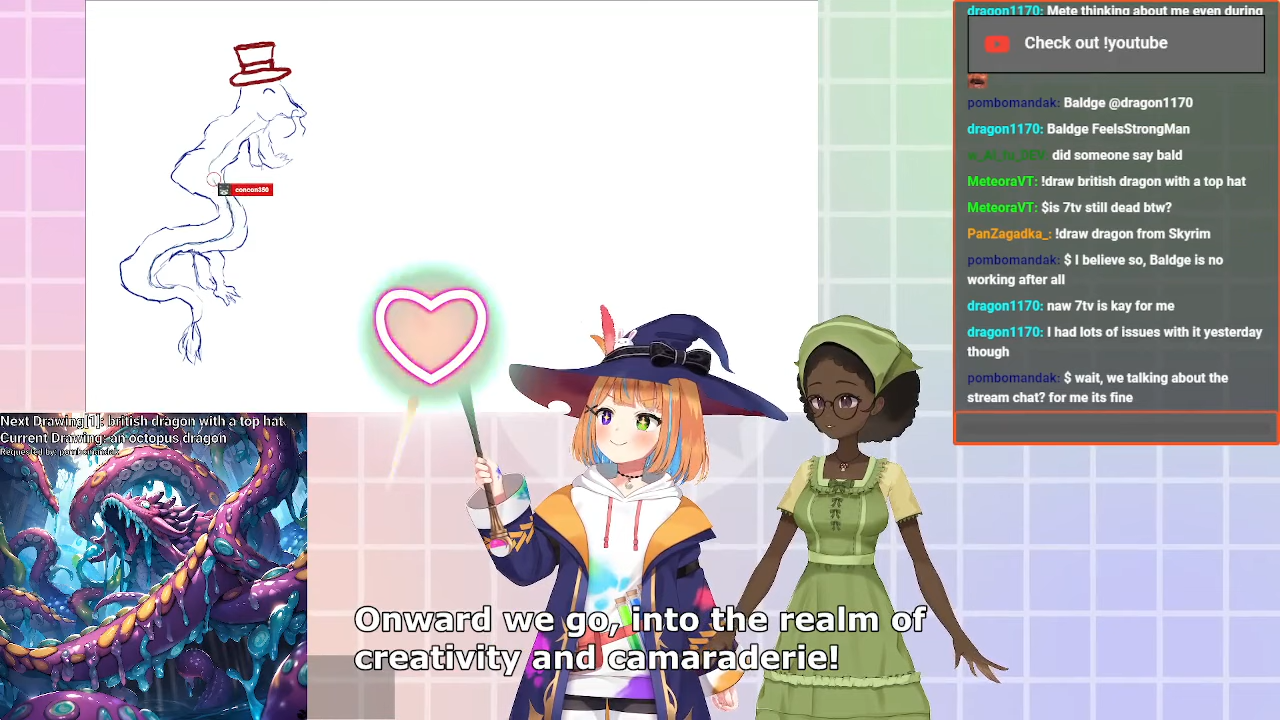 dragon1170: Mete thinking about me even during
Check out !youtube
pombomandak: Baldge @dragon1170
dragon1170: Baldge FeelsStrongMan
w_AI_fu_DEV: did someone say bald
MeteoraVT: !draw british dragon with a top hat
MeteoraVT: $is 7tv still dead btw?
PanZagadka_: !draw dragon from Skyrim
pombomandak: $ I believe so, Baldge is no
working after all
dragon1170: naw 7tv is kay for me
dragon1170: I had lots of issues with it yesterday
though
pombomandak: $ wait, we talking about the
stream chat? for me its fine
concon380
Next Drawing[1]: british dragon with a top hat
Current Drawing: an octopus dragon
Requested by: pombomandak
Onward we go, into the realm of
creativity and camaraderie!